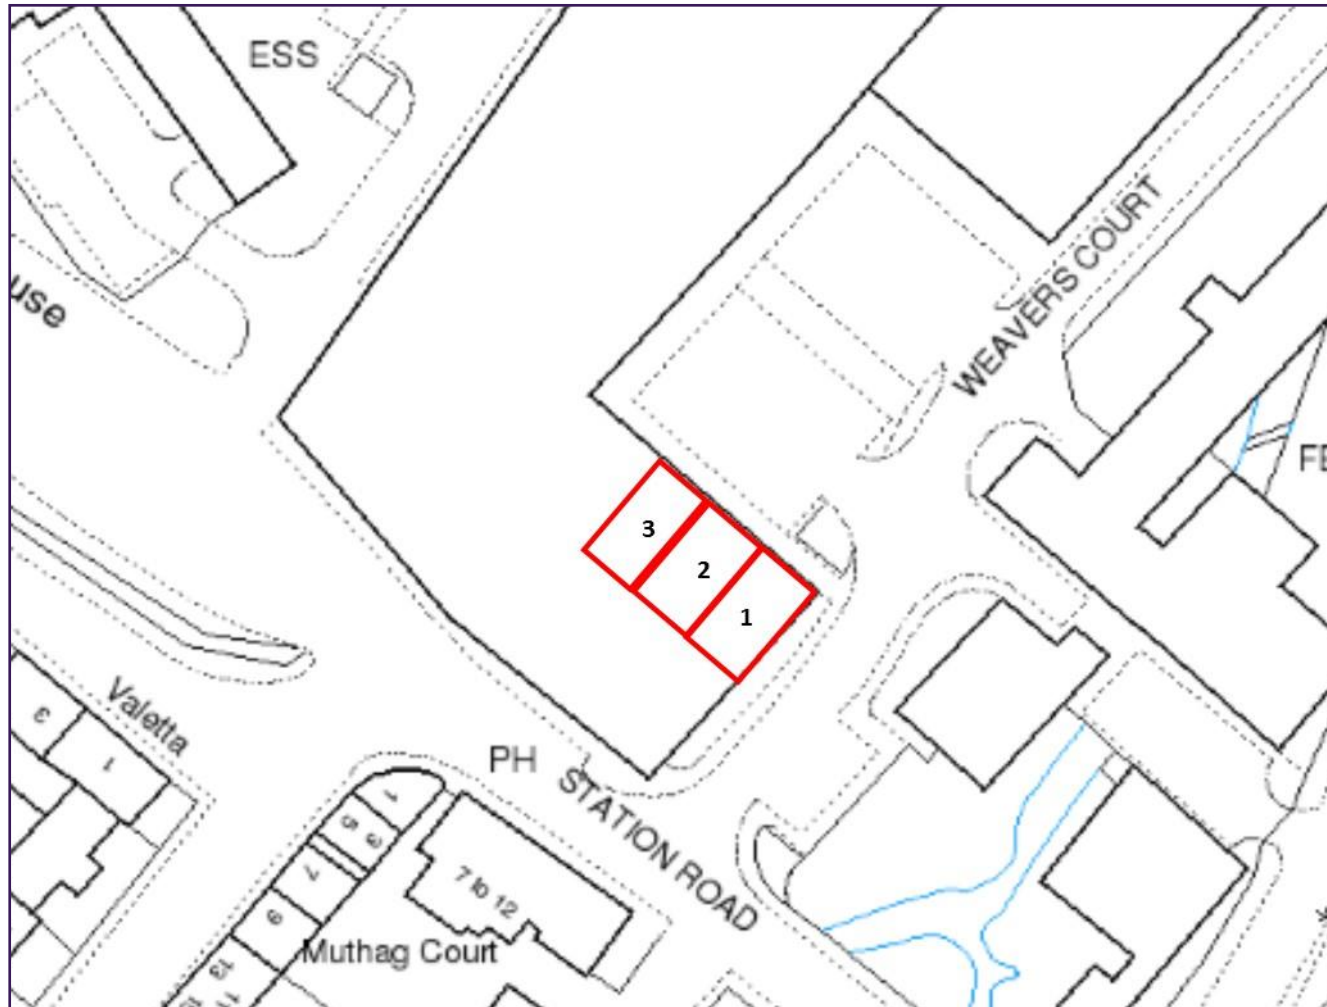 ESS
WEAVERS COURT
use
FE
3
2
1
Valetta
3
1
PH
STATION ROAD
1
3
5
7
9
7 to 12
Muthag Court
13